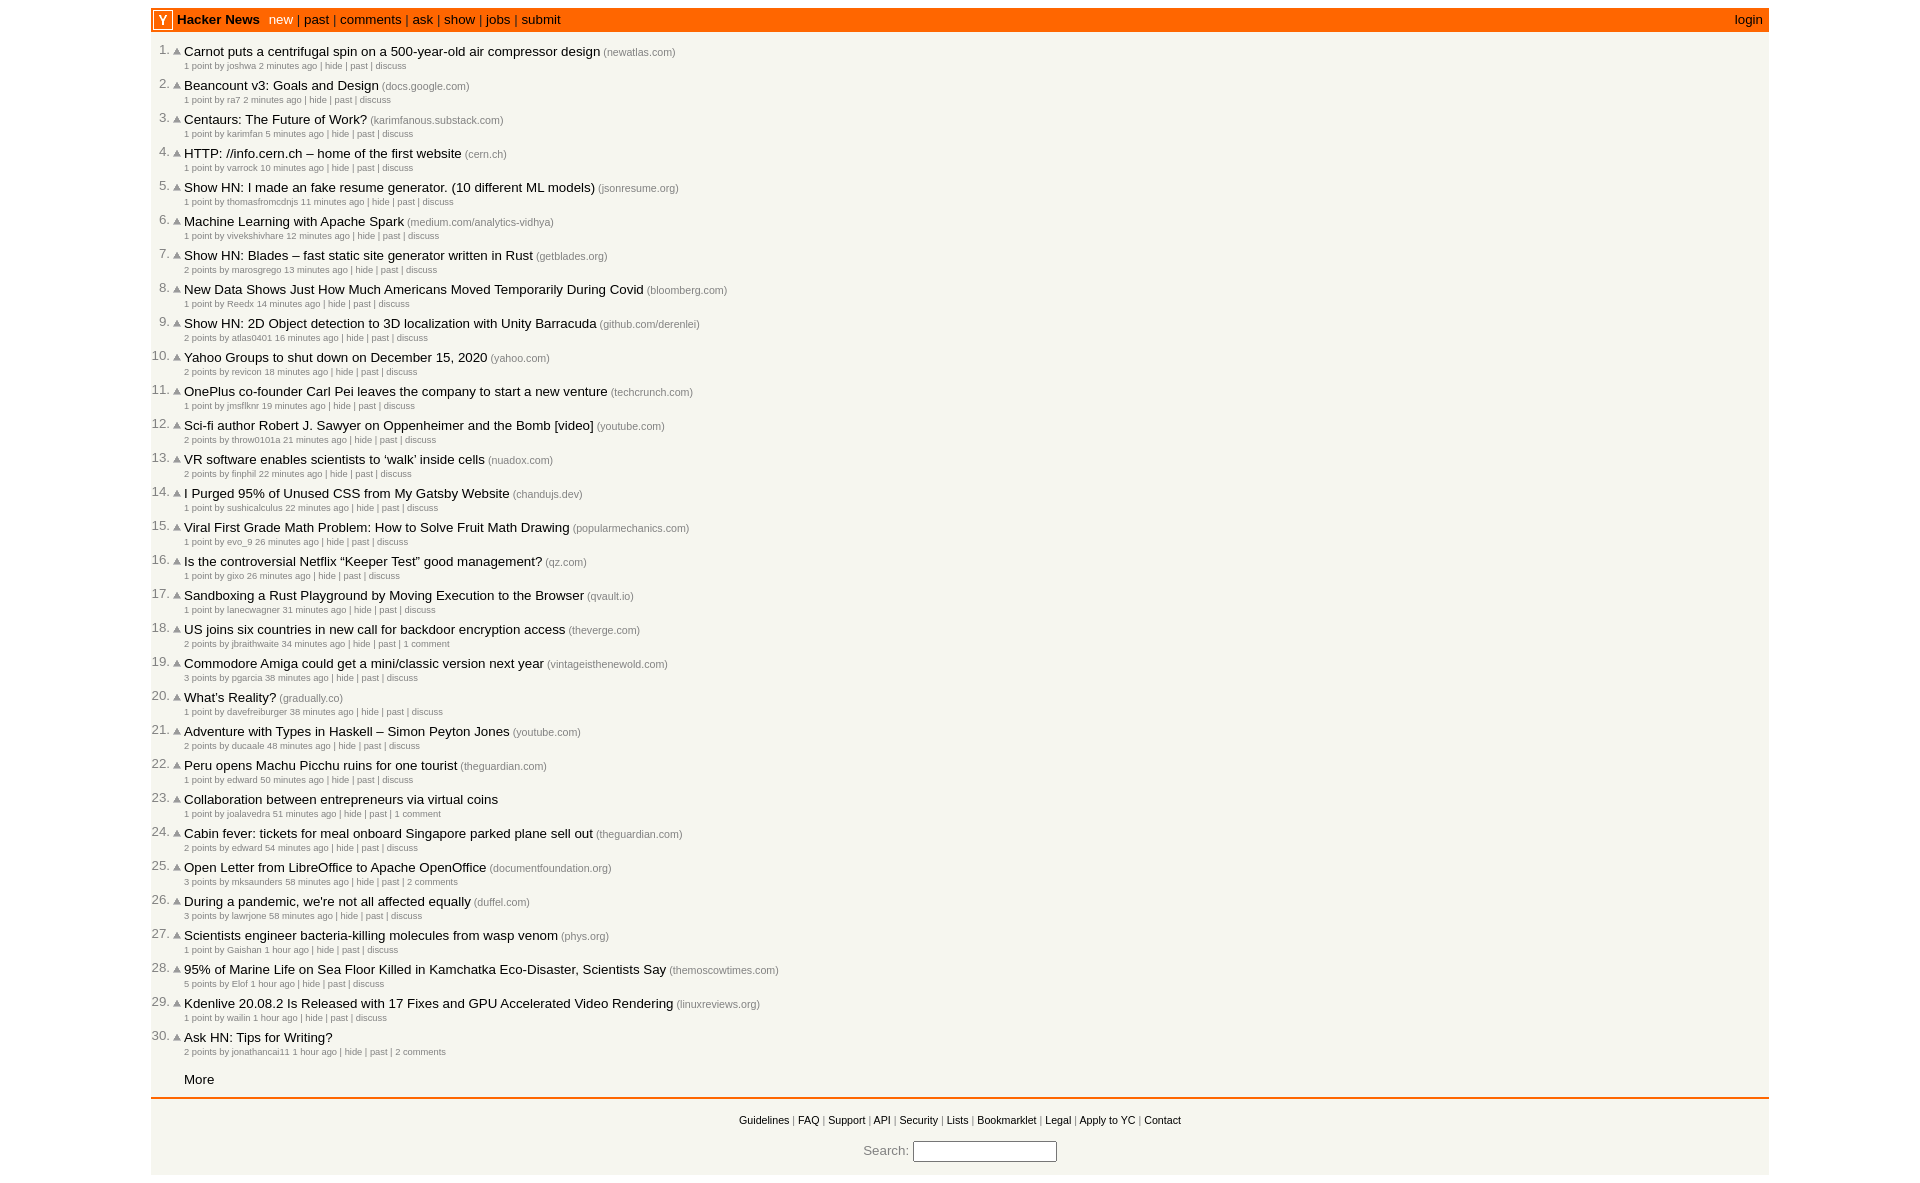 Y Hacker News new | past | comments | ask | show | jobs | submit login
1. Carnot puts a centrifugal spin on a 500-year-old air compressor design (newatlas.com)
1 point by joshwa 2 minutes ago | hide | past | discuss
2. Beancount v3: Goals and Design (docs.google.com)
1 point by ra7 2 minutes ago | hide | past | discuss
3. Centaurs: The Future of Work? (karimfanous.substack.com)
1 point by karimfan 5 minutes ago | hide | past | discuss
4. HTTP: //info.cern.ch – home of the first website (cern.ch)
1 point by varrock 10 minutes ago | hide | past | discuss
5. Show HN: I made an fake resume generator. (10 different ML models) (jsonresume.org)
1 point by thomasfromcdnjs 11 minutes ago | hide | past | discuss
6. Machine Learning with Apache Spark (medium.com/analytics-vidhya)
1 point by vivekshivhare 12 minutes ago | hide | past | discuss
7. Show HN: Blades – fast static site generator written in Rust (getblades.org)
2 points by marosgrego 13 minutes ago | hide | past | discuss
8. New Data Shows Just How Much Americans Moved Temporarily During Covid (bloomberg.com)
1 point by Reedx 14 minutes ago | hide | past | discuss
9. Show HN: 2D Object detection to 3D localization with Unity Barracuda (github.com/derenlei)
2 points by atlas0401 16 minutes ago | hide | past | discuss
10. Yahoo Groups to shut down on December 15, 2020 (yahoo.com)
2 points by revicon 18 minutes ago | hide | past | discuss
11. OnePlus co-founder Carl Pei leaves the company to start a new venture (techcrunch.com)
1 point by jmsflknr 19 minutes ago | hide | past | discuss
12. Sci-fi author Robert J. Sawyer on Oppenheimer and the Bomb [video] (youtube.com)
2 points by throw0101a 21 minutes ago | hide | past | discuss
13. VR software enables scientists to ‘walk’ inside cells (nuadox.com)
2 points by finphil 22 minutes ago | hide | past | discuss
14. I Purged 95% of Unused CSS from My Gatsby Website (chandujs.dev)
1 point by sushicalculus 22 minutes ago | hide | past | discuss
15. Viral First Grade Math Problem: How to Solve Fruit Math Drawing (popularmechanics.com)
1 point by evo_9 26 minutes ago | hide | past | discuss
16. Is the controversial Netflix “Keeper Test” good management? (qz.com)
1 point by gixo 26 minutes ago | hide | past | discuss
17. Sandboxing a Rust Playground by Moving Execution to the Browser (qvault.io)
1 point by lanecwagner 31 minutes ago | hide | past | discuss
18. US joins six countries in new call for backdoor encryption access (theverge.com)
2 points by jbraithwaite 34 minutes ago | hide | past | 1 comment
19. Commodore Amiga could get a mini/classic version next year (vintageisthenewold.com)
3 points by pgarcia 38 minutes ago | hide | past | discuss
20. What’s Reality? (gradually.co)
1 point by davefreiburger 38 minutes ago | hide | past | discuss
21. Adventure with Types in Haskell – Simon Peyton Jones (youtube.com)
2 points by ducaale 48 minutes ago | hide | past | discuss
22. Peru opens Machu Picchu ruins for one tourist (theguardian.com)
1 point by edward 50 minutes ago | hide | past | discuss
23. Collaboration between entrepreneurs via virtual coins
1 point by joalavedra 51 minutes ago | hide | past | 1 comment
24. Cabin fever: tickets for meal onboard Singapore parked plane sell out (theguardian.com)
2 points by edward 54 minutes ago | hide | past | discuss
25. Open Letter from LibreOffice to Apache OpenOffice (documentfoundation.org)
3 points by mksaunders 58 minutes ago | hide | past | 2 comments
26. During a pandemic, we're not all affected equally (duffel.com)
3 points by lawrjone 58 minutes ago | hide | past | discuss
27. Scientists engineer bacteria-killing molecules from wasp venom (phys.org)
1 point by Gaishan 1 hour ago | hide | past | discuss
28. 95% of Marine Life on Sea Floor Killed in Kamchatka Eco-Disaster, Scientists Say (themoscowtimes.com)
5 points by Elof 1 hour ago | hide | past | discuss
29. Kdenlive 20.08.2 Is Released with 17 Fixes and GPU Accelerated Video Rendering (linuxreviews.org)
1 point by wailin 1 hour ago | hide | past | discuss
30. Ask HN: Tips for Writing?
2 points by jonathancai11 1 hour ago | hide | past | 2 comments
More
Guidelines | FAQ | Support | API | Security | Lists | Bookmarklet | Legal | Apply to YC | Contact
Search: